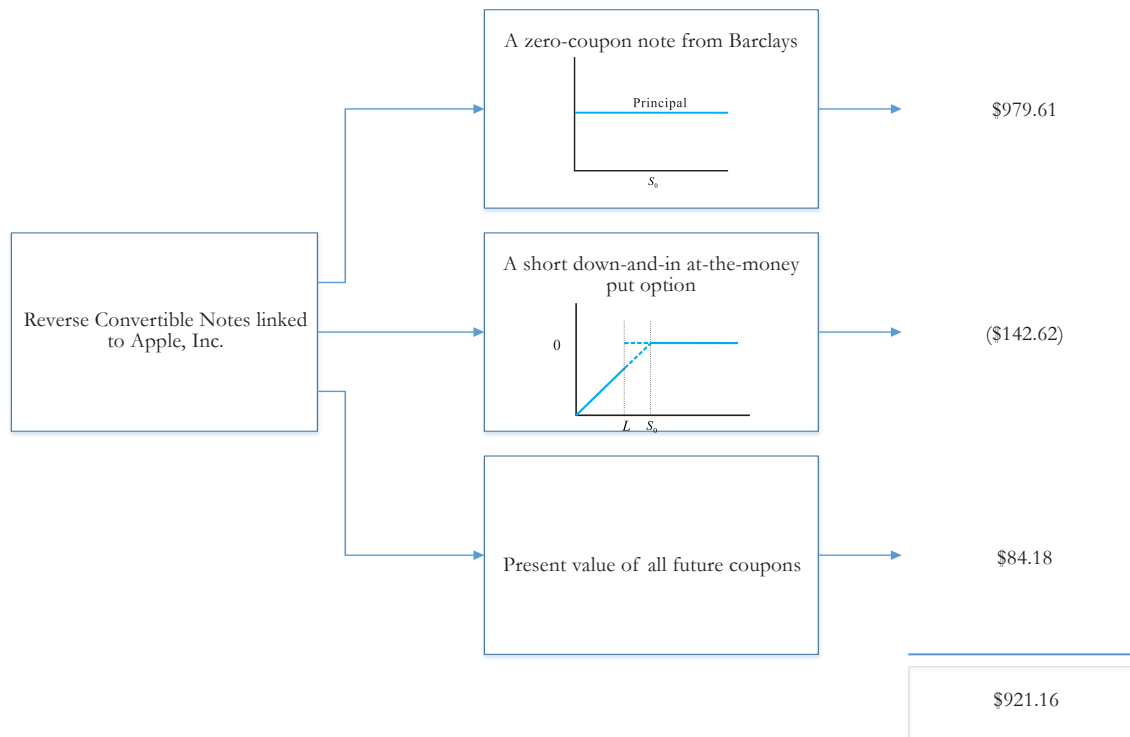 A zero-coupon note from Barclays
Principal
S₀
$979.61
Reverse Convertible Notes linked
to Apple, Inc.
A short down-and-in at-the-money
put option
0
L S₀
($142.62)
Present value of all future coupons
$84.18
$921.16